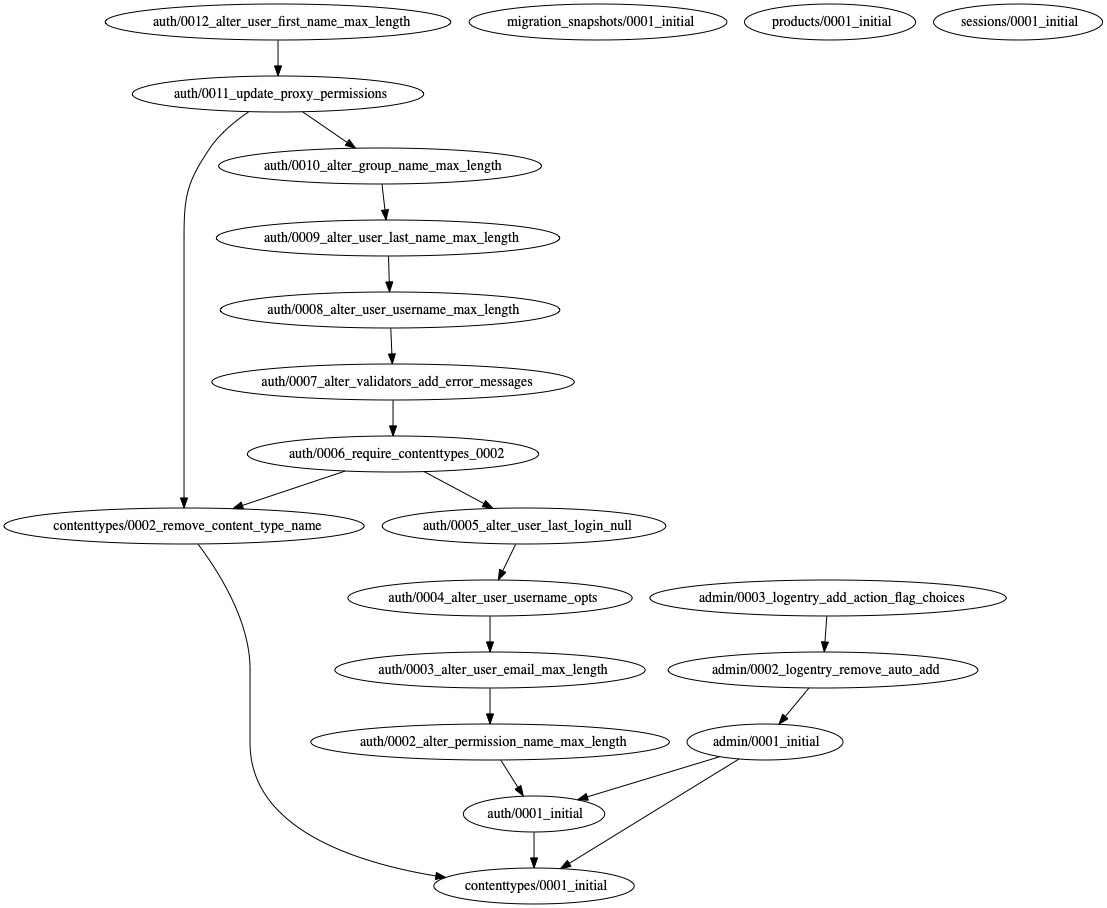 auth/0012_alter_user_first_name_max_length
migration_snapshots/0001_initial
products/0001_initial
sessions/0001_initial
auth/0011_update_proxy_permissions
auth/0010_alter_group_name_max_length
auth/0009_alter_user_last_name_max_length
auth/0008_alter_user_username_max_length
auth/0007_alter_validators_add_error_messages
auth/0006_require_contenttypes_0002
contenttypes/0002_remove_content_type_name
auth/0005_alter_user_last_login_null
auth/0004_alter_user_username_opts
admin/0003_logentry_add_action_flag_choices
auth/0003_alter_user_email_max_length
admin/0002_logentry_remove_auto_add
auth/0002_alter_permission_name_max_length
admin/0001_initial
auth/0001_initial
contenttypes/0001_initial